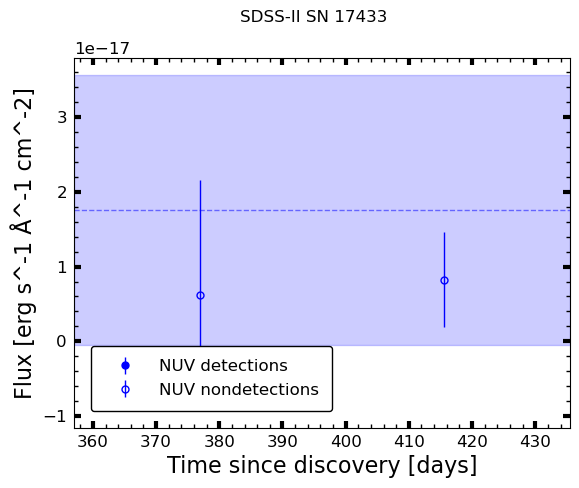 SDSS-II SN 17433
1e−17
Flux [erg s^-1 Å^-1 cm^-2]
3
2
1
0
−1
NUV detections
NUV nondetections
360 370 380 390 400 410 420 430
Time since discovery [days]